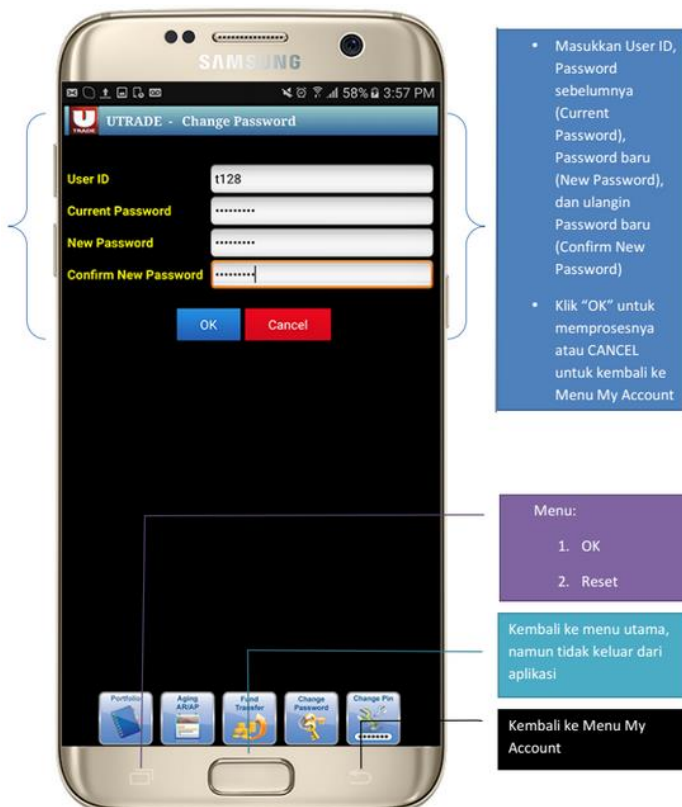 SAMSUNG
58% 3:57 PM
U
TRADE
UTRADE - Change Password
User ID
t128
Current Password
•••••••••
New Password
•••••••••
Confirm New Password
•••••••••
OK
Cancel
Portfolio
Aging
AR/AP
Fund
Transfer
Change
Password
Change Pin
• Masukkan User ID,
Password
sebelumnya
(Current
Password),
Password baru
(New Password),
dan ulangin
Password baru
(Confirm New
Password)
• Klik “OK” untuk
memprosesnya
atau CANCEL
untuk kembali ke
Menu My Account
Menu:
1. OK
2. Reset
Kembali ke menu utama,
namun tidak keluar dari
aplikasi
Kembali ke Menu My
Account